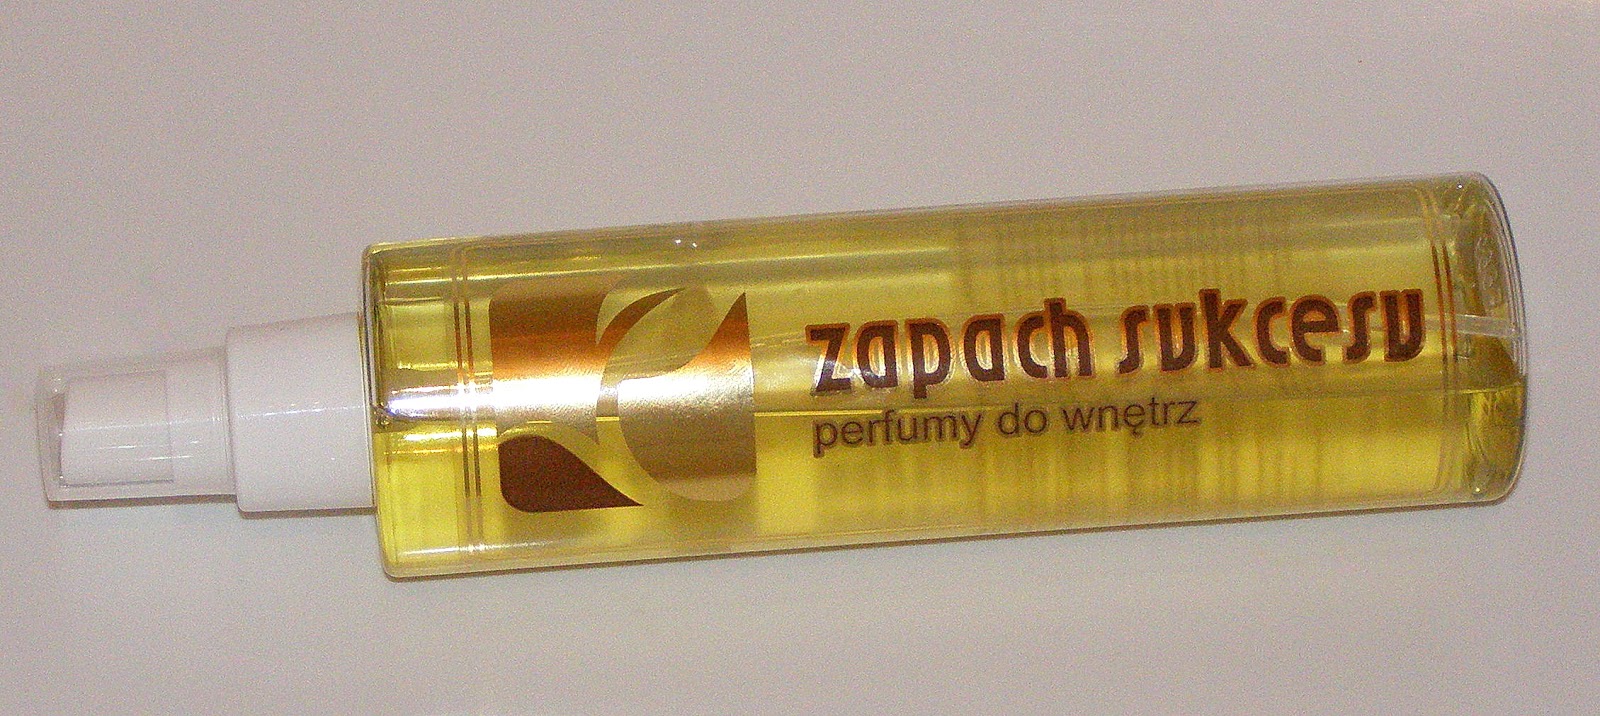 zapach sukcesu
perfumy do wnętrz